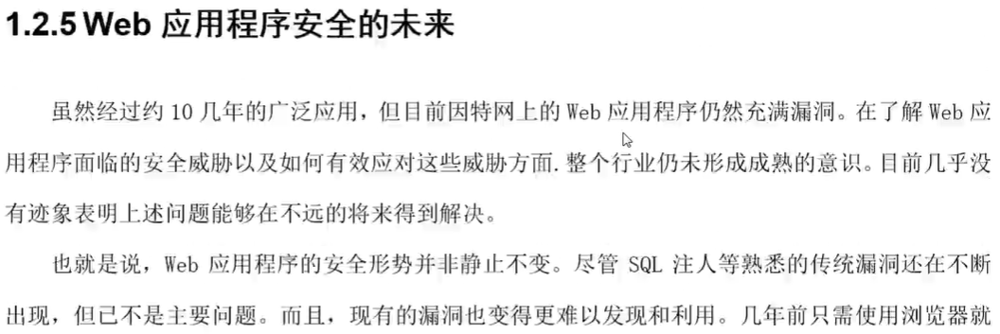 1.2.5 Web 应用程序安全的未来
虽然经过约 10 几年的广泛应用，但目前因特网上的 Web 应用程序仍然充满漏洞。在了解 Web 应
用程序面临的安全威胁以及如何有效应对这些威胁方面.整个行业仍未形成成熟的意识。目前几乎没
有迹象表明上述问题能够在不远的将来得到解决。
也就是说，Web 应用程序的安全形势并非静止不变。尽管 SQL 注人等熟悉的传统漏洞还在不断
出现，但己不是主要问题。而且，现有的漏洞也变得更难以发现和利用。几年前只需使用浏览器就